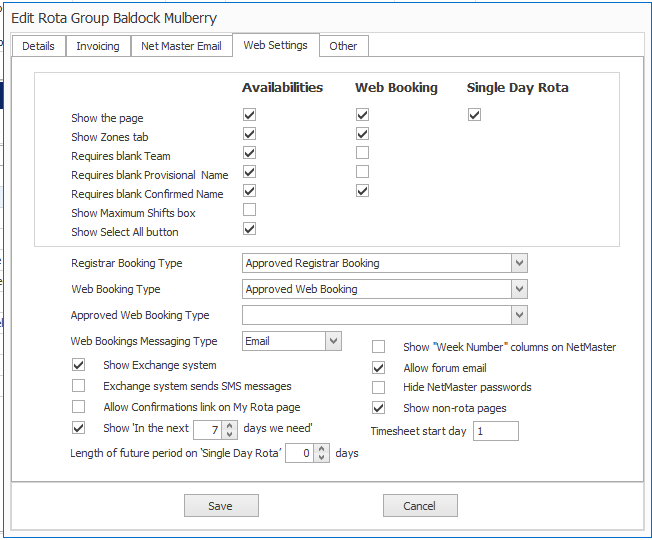 Edit Rota Group Baldock Mulberry
Details Invoicing Net Master Email Web Settings Other
Availabilities Web Booking Single Day Rota
Show the page
Show Zones tab
Requires blank Team
Requires blank Provisional Name
Requires blank Confirmed Name
Show Maximum Shifts box
Show Select All button
Registrar Booking Type Approved Registrar Booking
Web Booking Type Approved Web Booking
Approved Web Booking Type
Web Bookings Messaging Type Email
Show "Week Number" columns on NetMaster
Show Exchange system
Allow forum email
Exchange system sends SMS messages
Hide NetMaster passwords
Allow Confirmations link on My Rota page
Show non-rota pages
Show 'In the next 7 days we need'
Timesheet start day 1
Length of future period on 'Single Day Rota' 0 days
Save Cancel